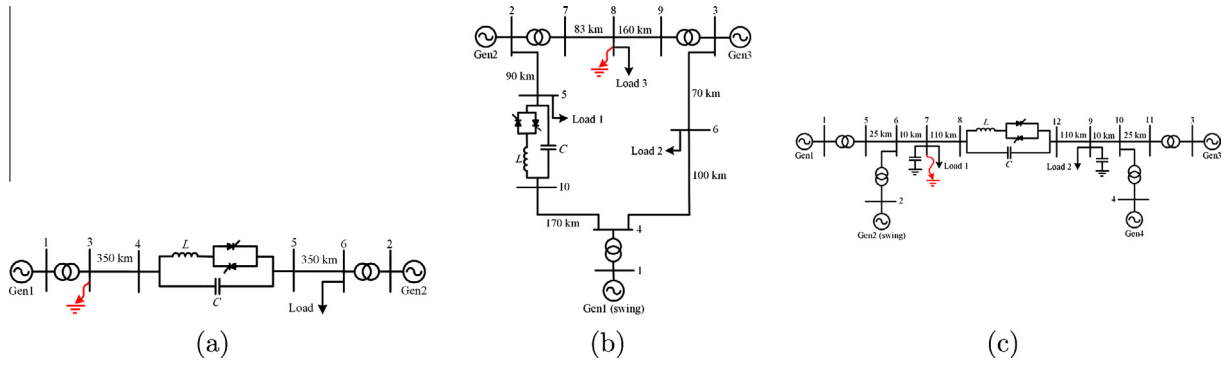 1 3 4 L 5 6 2
350 km 350 km
Gen1 C Load Gen2
(a)
2 7 83 km 8 160 km 9 3
Gen2 Gen3
Load 3
90 km 70 km
5
Load 1
6
L C Load 2
10 100 km
170 km 4
1
Gen1 (swing)
(b)
1 5 6 7 8 L 12 9 10 11 3
25 km 10 km 110 km 110 km 10 km 25 km
Gen1 Load 1 C Load 2 Gen3
2 4
Gen2 (swing) Gen4
(c)